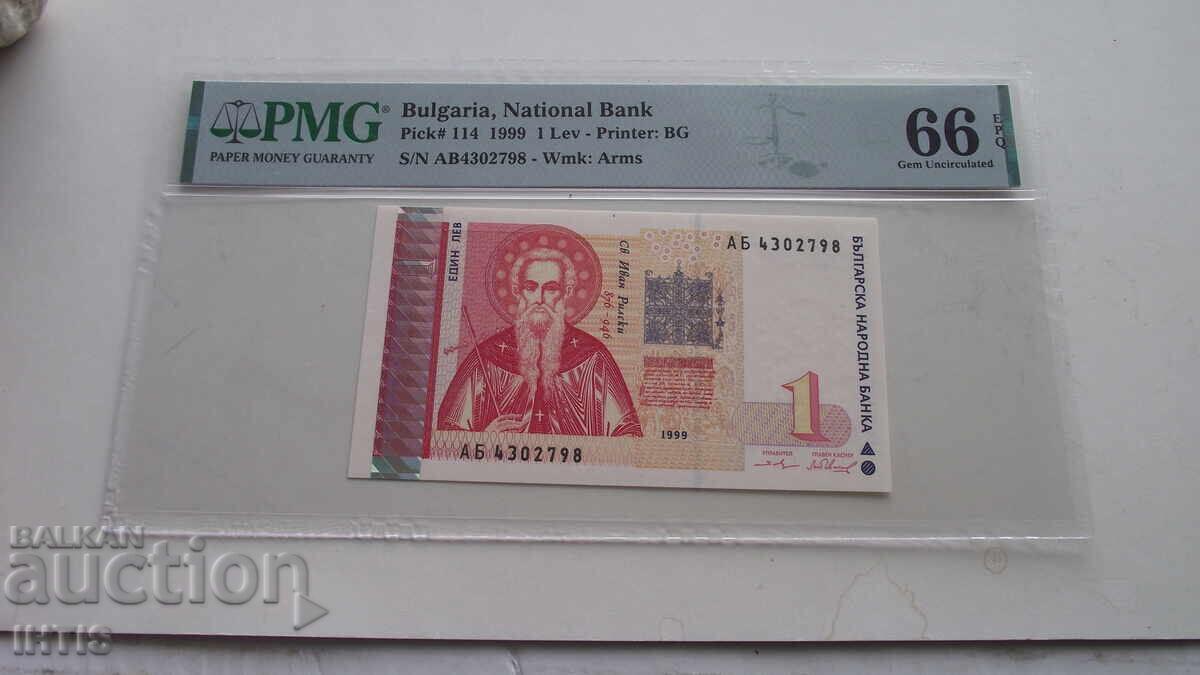 PMG®
PAPER MONEY GUARANTY
Bulgaria, National Bank
Pick# 114 1999 1 Lev - Printer: BG
S/N AB4302798 - Wmk: Arms
66
EPQ
Gem Uncirculated
ЕДИН ЛЕВ
Св. Иван Рилски
876 - 946
АБ 4302798
БЪЛГАРСКА НАРОДНА БАНКА
1
1999
УПРАВИТЕЛ
ГЛАВЕН КАСИЕР
АБ 4302798
BALKAN
auction
IHTIS